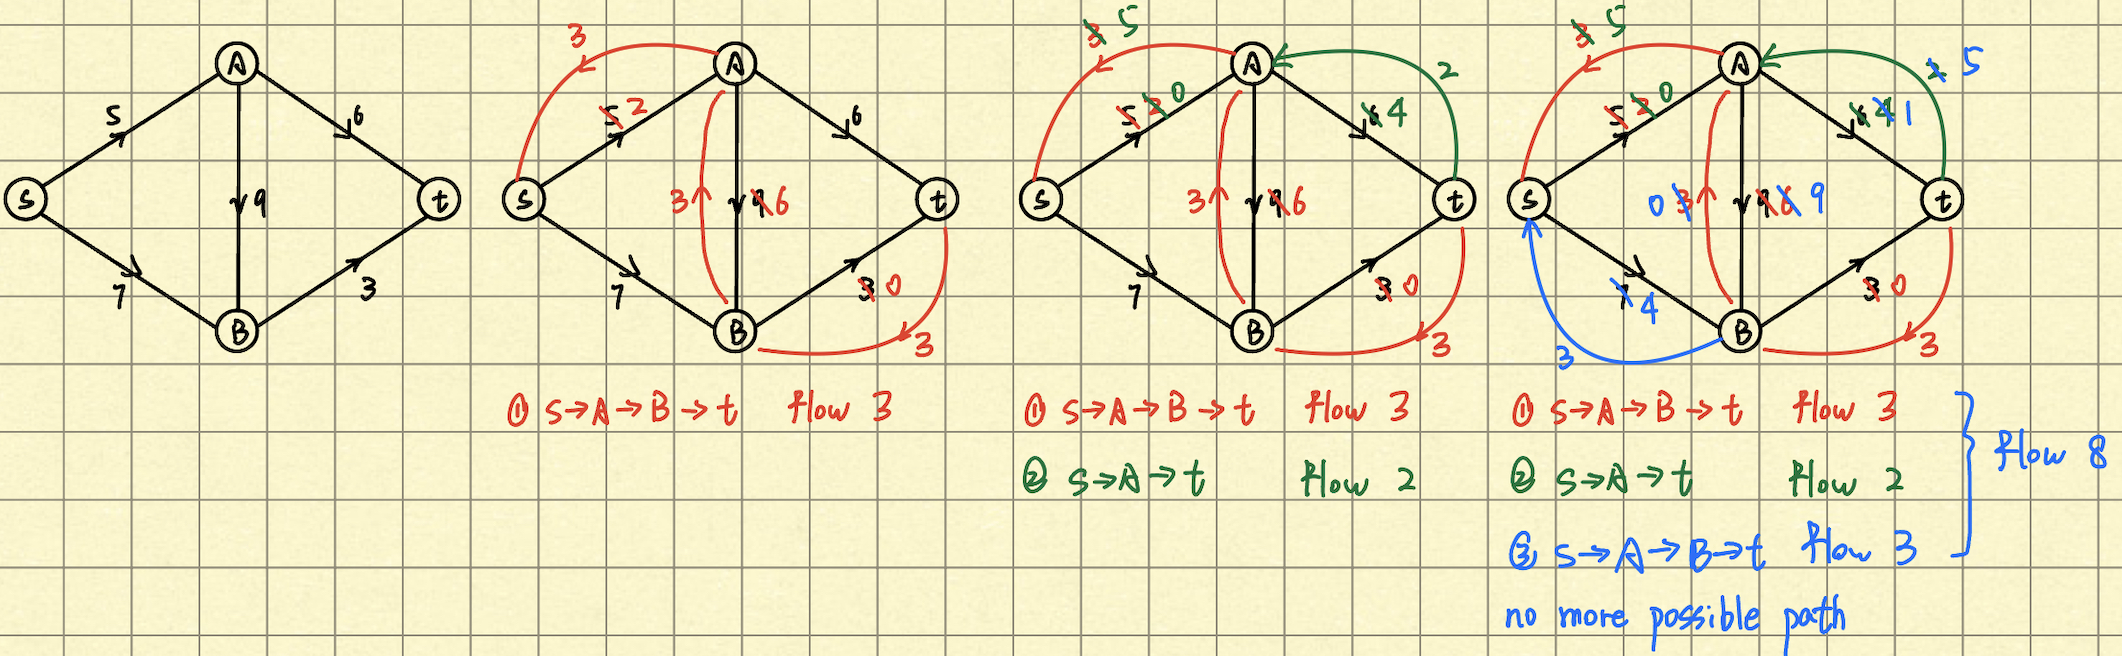 A
5
6
s
9
t
7
3
B
3
A
5 2
6
s
3
9 6
t
7
3 0
B
3
① s→A→B→t flow 3
3 5
A
2
5 2 0
6 4
s
3
9 6
t
7
3 0
B
3
① s→A→B→t flow 3
② s→A→t flow 2
3 5
A
2 5
5 2 0
6 4 1
s
0 3
9 6 9
t
7 4
3 0
B
3
3
① s→A→B→t flow 3
② s→A→t flow 2
③ s→A→B→t flow 3
flow 8
no more possible path